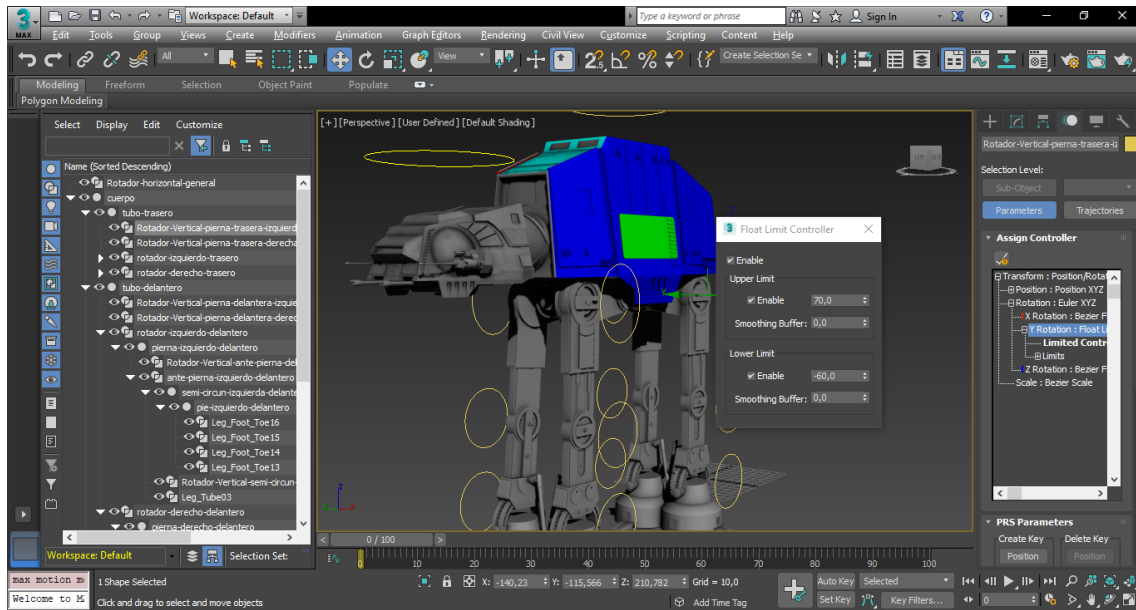 3
MAX
Workspace: Default
Type a keyword or phrase
Sign In
Edit Tools Group Views Create Modifiers Animation Graph Editors Rendering Civil View Customize Scripting Content Help
All
View
Create Selection Se
Modeling Freeform Selection Object Paint Populate
Polygon Modeling
Select Display Edit Customize
Name (Sorted Descending)
Rotador-horizontal-general
cuerpo
tubo-trasero
Rotador-Vertical-pierna-trasera-izquierd
Rotador-Vertical-pierna-trasera-derecha
rotador-izquierdo-trasero
rotador-derecho-trasero
tubo-delantero
Rotador-Vertical-pierna-delantera-izquie
Rotador-Vertical-pierna-delantera-derec
rotador-izquierdo-delantero
pierna-izquierdo-delantero
Rotador-Vertical-ante-pierna-del
ante-pierna-izquierdo-delantero
semi-circun-izquierda-delante
pie-izquierdo-delantero
Leg_Foot_Toe16
Leg_Foot_Toe15
Leg_Foot_Toe14
Leg_Foot_Toe13
Rotador-Vertical-semi-circun-
Leg_Tube03
rotador-derecho-delantero
pierna-derecho-delantero
Workspace: Default
Selection Set:
[+] [Perspective] [User Defined] [Default Shading]
3 Float Limit Controller
Enable
Upper Limit
Enable 70,0
Smoothing Buffer: 0,0
Lower Limit
Enable -60,0
Smoothing Buffer: 0,0
Rotador-Vertical-pierna-trasera-iz
Selection Level:
Sub-Object
Parameters Trajectories
Assign Controller
Transform : Position/Rotat
Position : Position XYZ
Rotation : Euler XYZ
X Rotation : Bezier F
Y Rotation : Float Li
Limited Contr
Limits
Z Rotation : Bezier F
Scale : Bezier Scale
PRS Parameters
Create Key Delete Key
Position Position
0 / 100
0 10 20 30 40 50 60 70 80 90 100
max motion m
Welcome to M
1 Shape Selected
Click and drag to select and move objects
X: -140,23 Y: -115,566 Z: 210,782 Grid = 10,0
Add Time Tag
Auto Key Selected
Set Key Key Filters...
0